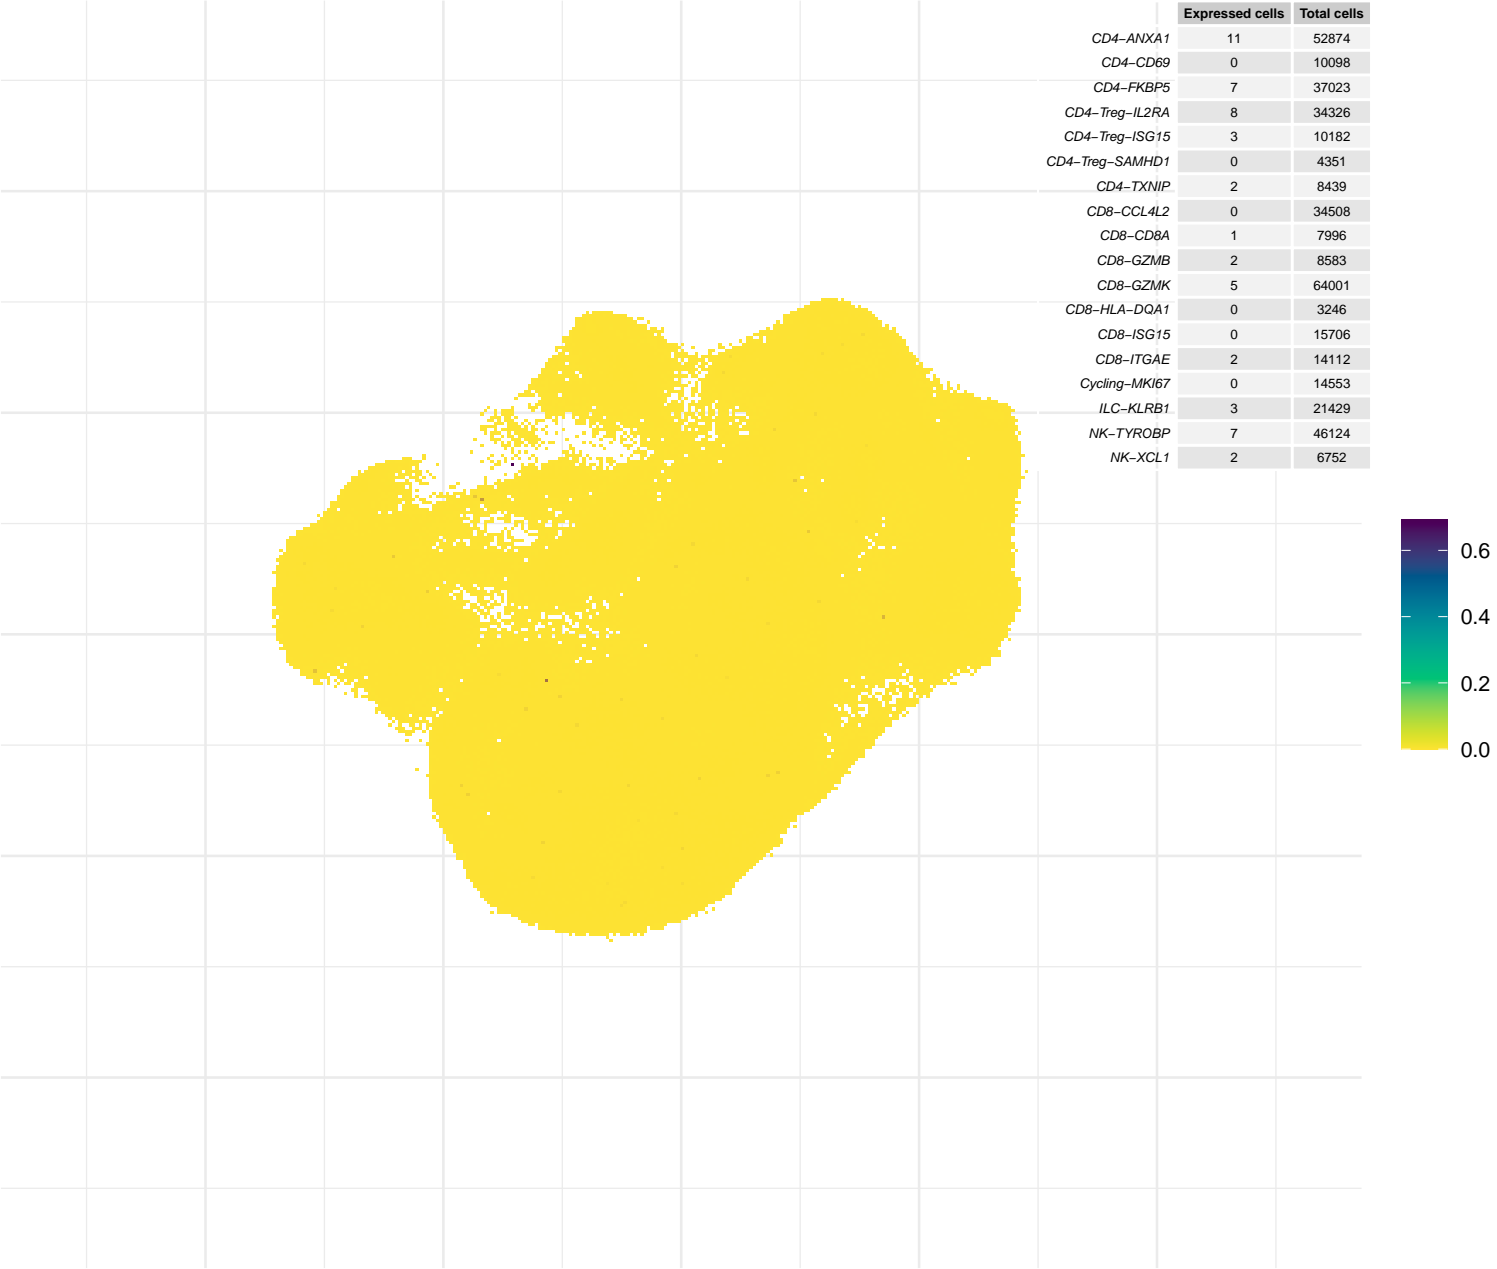 Expressed cells Total cells
CD4−ANXA1 11 52874
CD4−CD69 0 10098
CD4−FKBP5 7 37023
CD4−Treg−IL2RA 8 34326
CD4−Treg−ISG15 3 10182
CD4−Treg−SAMHD1 0 4351
CD4−TXNIP 2 8439
CD8−CCL4L2 0 34508
CD8−CD8A 1 7996
CD8−GZMB 2 8583
CD8−GZMK 5 64001
CD8−HLA−DQA1 0 3246
CD8−ISG15 0 15706
CD8−ITGAE 2 14112
Cycling−MKI67 0 14553
ILC−KLRB1 3 21429
NK−TYROBP 7 46124
NK−XCL1 2 6752
0.6
0.4
0.2
0.0